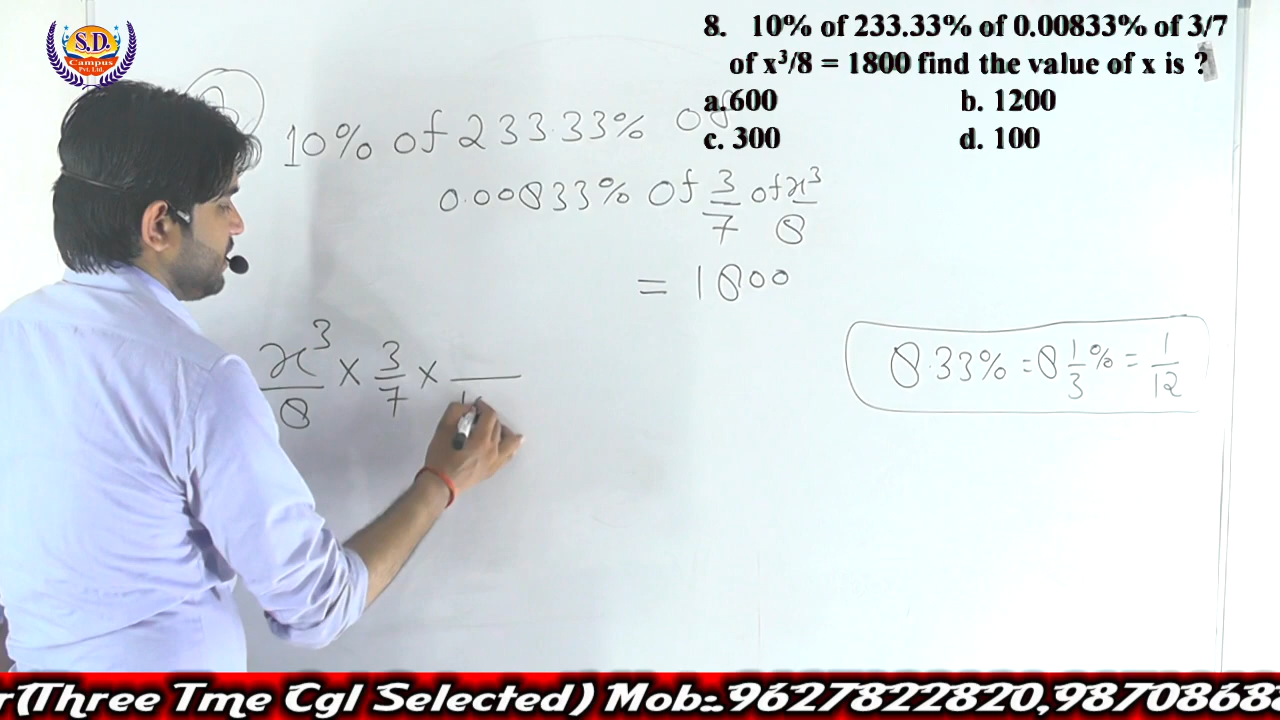 S.D.
Campus
Pvt. Ltd.
8. 10% of 233.33% of 0.00833% of 3/7
of x³/8 = 1800 find the value of x is ?
a. 600 b. 1200
c. 300 d. 100
10% of 233.33% of
0.00833% of 3/7 of x³/8
= 1800
x³/8 × 3/7 ×
8.33% = 8 1/3 % = 1/12
r(Three Tme Cgl Selected) Mob:.9627822820,98708688